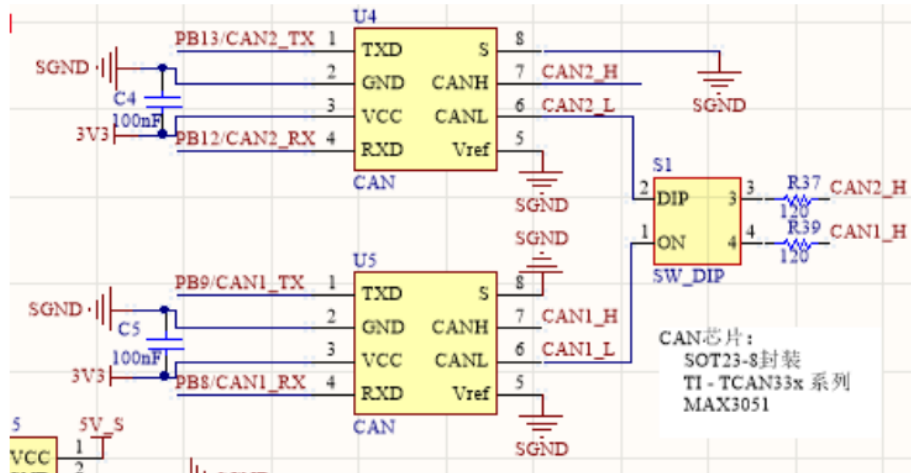 U4
PB13/CAN2_TX 1 TXD S 8
SGND 2 GND CANH 7 CAN2_H
C4 3 VCC CANL 6 CAN2_L
100nF
3V3 PB12/CAN2_RX 4 RXD Vref 5
SGND
CAN
SGND
S1
2 DIP 3 3 R37 CAN2_H
120
1 ON 4 4 R39 CAN1_H
120
SW_DIP
SGND
U5
PB9/CAN1_TX 1 TXD S 8
SGND 2 GND CANH 7 CAN1_H
C5 3 VCC CANL 6 CAN1_L
100nF
3V3 PB8/CAN1_RX 4 RXD Vref 5
CAN
SGND
CAN芯片：
SOT23-8封装
TI - TCAN33x 系列
MAX3051
5 5V_S
VCC 1
2